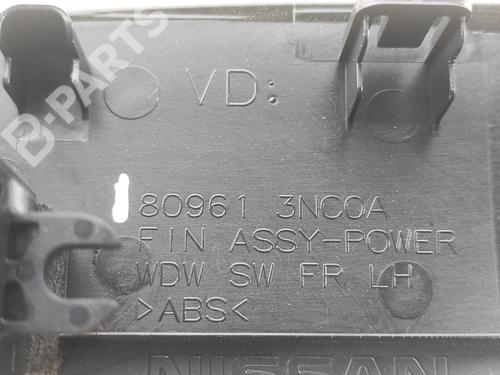 B-PARTS
VD:
80961 3NC0A
FIN ASSY-POWER
WDW SW FR LH
>ABS<
NISSAN